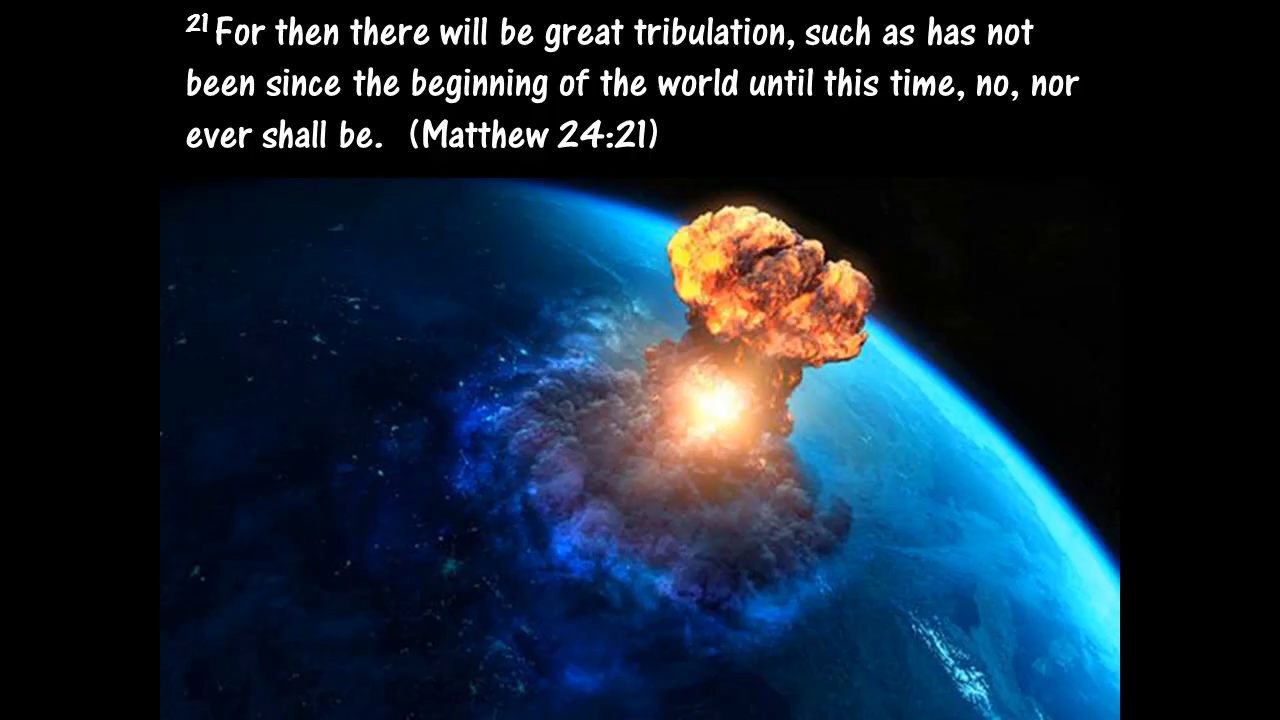 21 For then there will be great tribulation, such as has not
been since the beginning of the world until this time, no, nor
ever shall be. (Matthew 24:21)